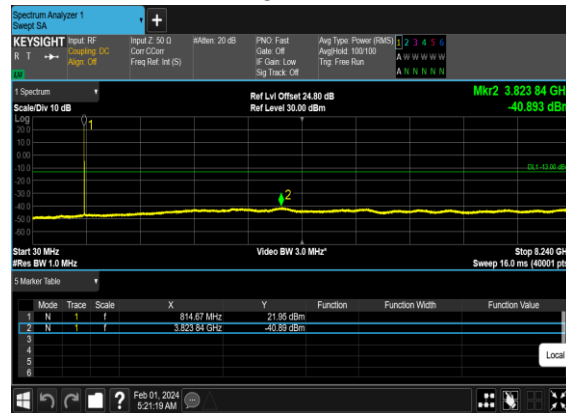 Spectrum Analyzer 1
Swept SA
+
KEYSIGHT Input: RF Input Z: 50 Ω #Atten: 20 dB PNO: Fast Avg Type: Power (RMS) 1 2 3 4 5 6
R T Coupling: DC Corr CCorr Gate: Off Avg|Hold: 100/100 A W W W W W
Align: Off Freq Ref: Int (S) IF Gain: Low Trig: Free Run
LXI Sig Track: Off A N N N N N
1 Spectrum Ref Lvl Offset 24.80 dB Mkr2 3.823 84 GH
Scale/Div 10 dB Ref Level 30.00 dBm -40.893 dBm
Log
20.0
10.0
0.00
-10.0
-20.0
-30.0
-40.0
-50.0
-60.0
1
DL1 -13.00 dB
2
Start 30 MHz Video BW 3.0 MHz* Stop 8.240 GH
#Res BW 1.0 MHz Sweep 16.0 ms (40001 pts
5 Marker Table
Mode Trace Scale X Y Function Function Width Function Value
1 N 1 f 814.67 MHz 21.95 dBm
2 N 1 f 3.823 84 GHz -40.89 dBm
3
4
5
6
Local
? Feb 01, 2024
5:21:19 AM